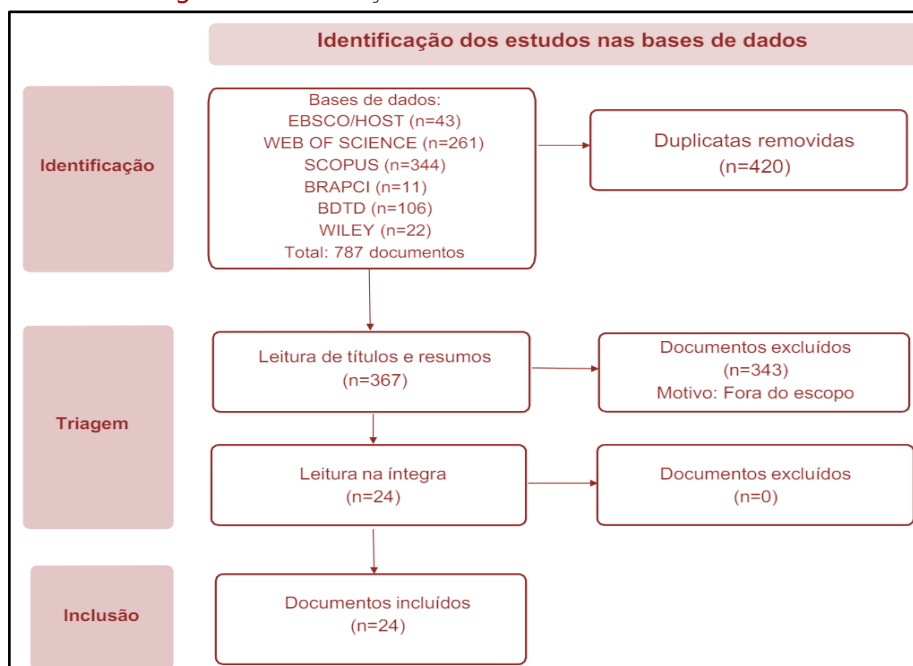 Identificação dos estudos nas bases de dados
Identificação
Bases de dados:
EBSCO/HOST (n=43)
WEB OF SCIENCE (n=261)
SCOPUS (n=344)
BRAPCI (n=11)
BDTD (n=106)
WILEY (n=22)
Total: 787 documentos
Duplicatas removidas
(n=420)
Triagem
Leitura de títulos e resumos
(n=367)
Documentos excluídos
(n=343)
Motivo: Fora do escopo
Leitura na íntegra
(n=24)
Documentos excluídos
(n=0)
Inclusão
Documentos incluídos
(n=24)